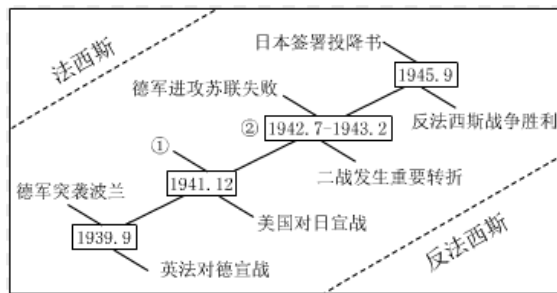 法西斯
日本签署投降书
1945.9
德军进攻苏联失败
反法西斯战争胜利
② 1942.7-1943.2
①
二战发生重要转折
1941.12
德军突袭波兰
美国对日宣战
反法西斯
1939.9
英法对德宣战